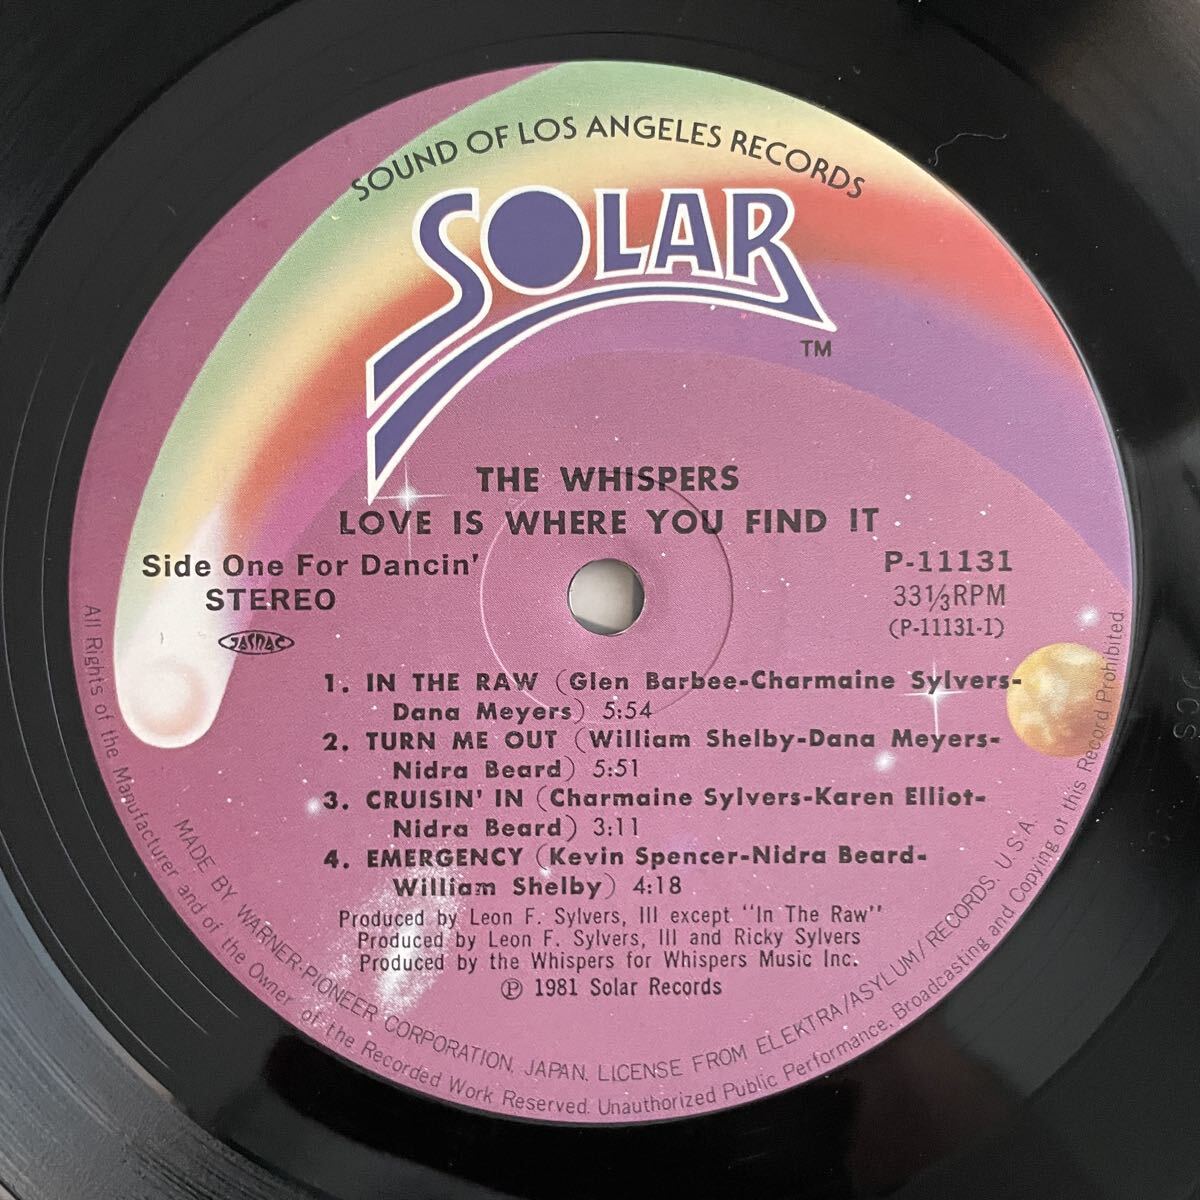 SOUND OF LOS ANGELES RECORDS
SOLAR
TM
THE WHISPERS
LOVE IS WHERE YOU FIND IT
Side One For Dancin'
STEREO
JASRAC
P-11131
33 1/3 RPM
(P-11131-1)
1. IN THE RAW (Glen Barbee-Charmaine Sylvers-
Dana Meyers) 5:54
2. TURN ME OUT (William Shelby-Dana Meyers-
Nidra Beard) 5:51
3. CRUISIN' IN (Charmaine Sylvers-Karen Elliot-
Nidra Beard) 3:11
4. EMERGENCY (Kevin Spencer-Nidra Beard-
William Shelby) 4:18
Produced by Leon F. Sylvers, III except "In The Raw"
Produced by Leon F. Sylvers, III and Ricky Sylvers
Produced by the Whispers for Whispers Music Inc.
℗ 1981 Solar Records
MADE BY WARNER-PIONEER CORPORATION, JAPAN. LICENSE FROM ELEKTRA/ASYLUM/RECORDS. U.S.A.
All Rights of the Manufacturer and of the Owner of the Recorded Work Reserved. Unauthorized Public Performance, Broadcasting and Copying of this Record Prohibited.